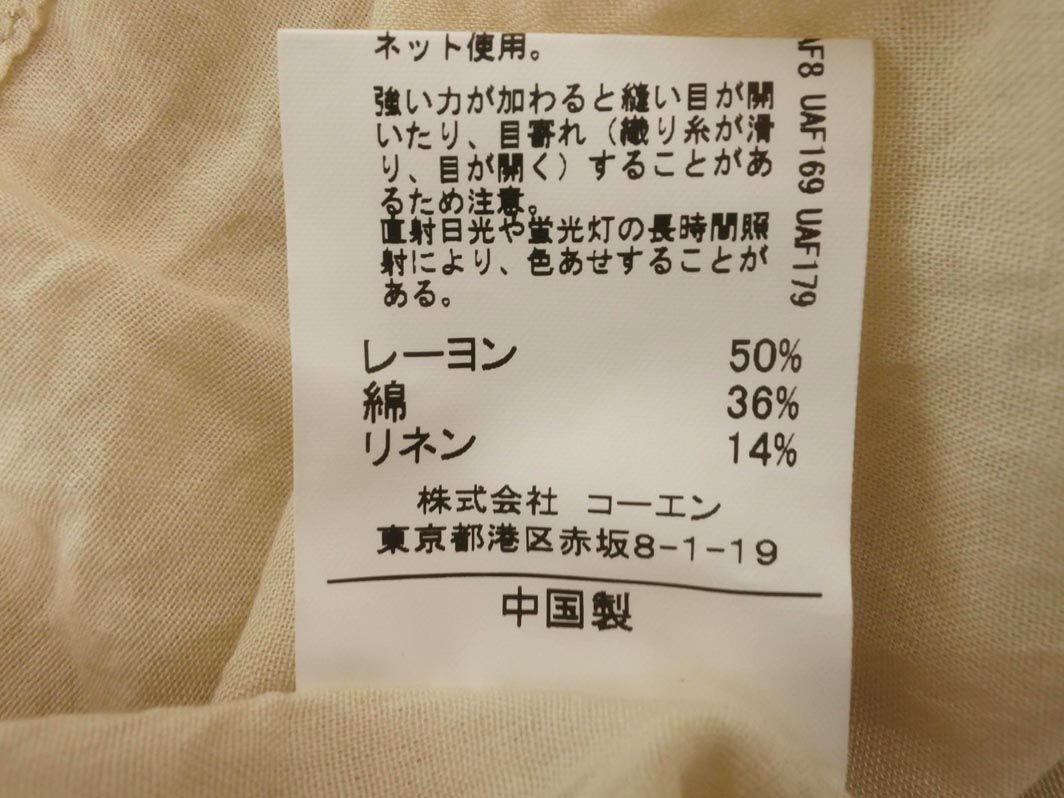 ネット使用。
強い力が加わると縫い目が開
いたり、目寄れ（織り糸が滑
り、目が開く）することがあ
るため注意。
直射日光や蛍光灯の長時間照
射により、色あせすることが
ある。
レーヨン 50%
綿 36%
リネン 14%
株式会社 コーエン
東京都港区赤坂8-1-19
中国製
AF8 UAF169 UAF179